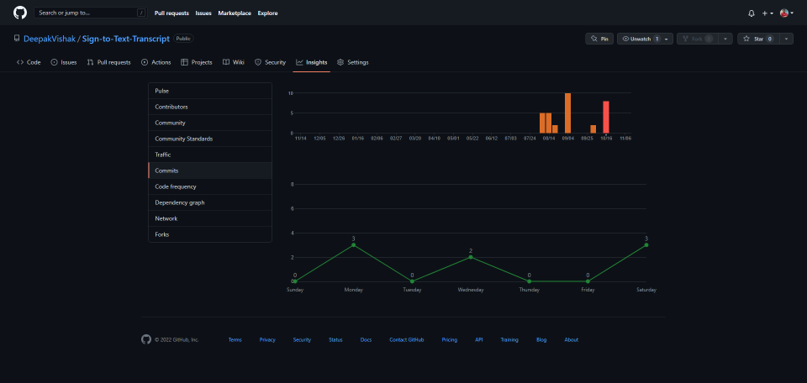 Search or jump to... /
Pull requests Issues Marketplace Explore
DeepakVishak / Sign-to-Text-Transcript Public
Pin Unwatch 1 Star 0
Code Issues Pull requests Actions Projects Wiki Security Insights Settings
Pulse
Contributors
Community
Community Standards
Traffic
Commits
Code frequency
Dependency graph
Network
Forks
10
5
0
11/14 12/05 12/26 01/16 02/06 02/27 03/20 04/10 05/01 05/22 06/12 07/03 07/24 08/14 09/04 09/25 10/16 11/06
8
6
4
2
0
0 3 0 2 0 0 3
Sunday Monday Tuesday Wednesday Thursday Friday Saturday
© 2022 GitHub, Inc. Terms Privacy Security Status Docs Contact GitHub Pricing API Training Blog About